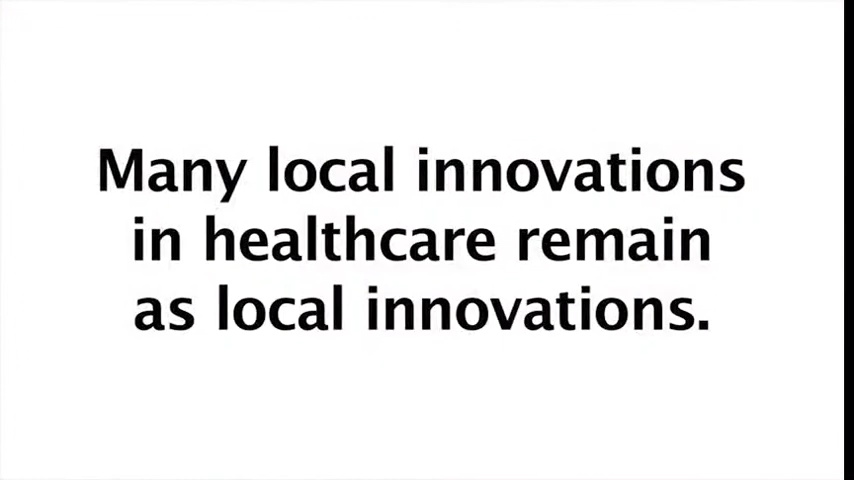 Many local innovations
in healthcare remain
as local innovations.